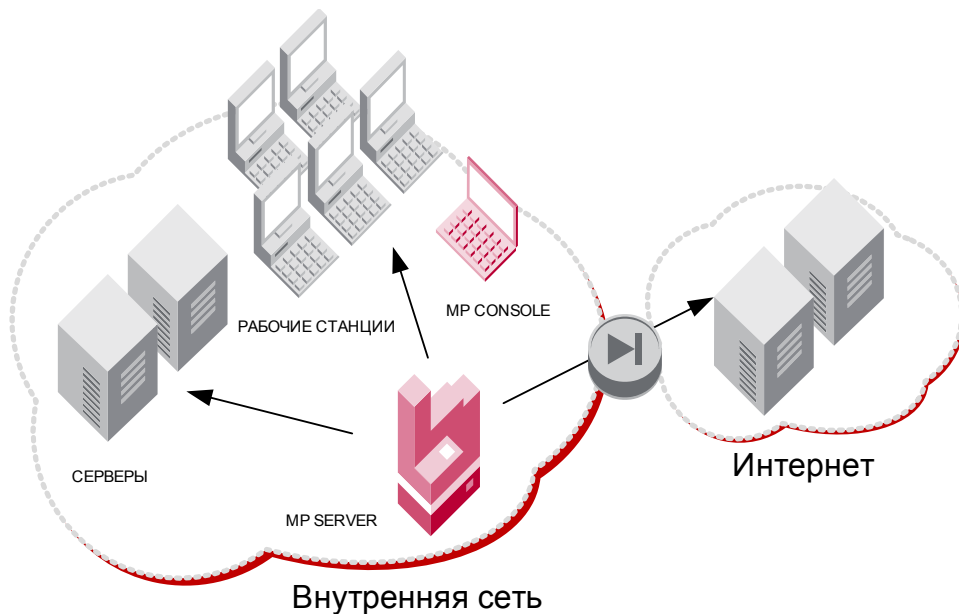 РАБОЧИЕ СТАНЦИИ
MP CONSOLE
СЕРВЕРЫ
MP SERVER
Интернет
Внутренняя сеть